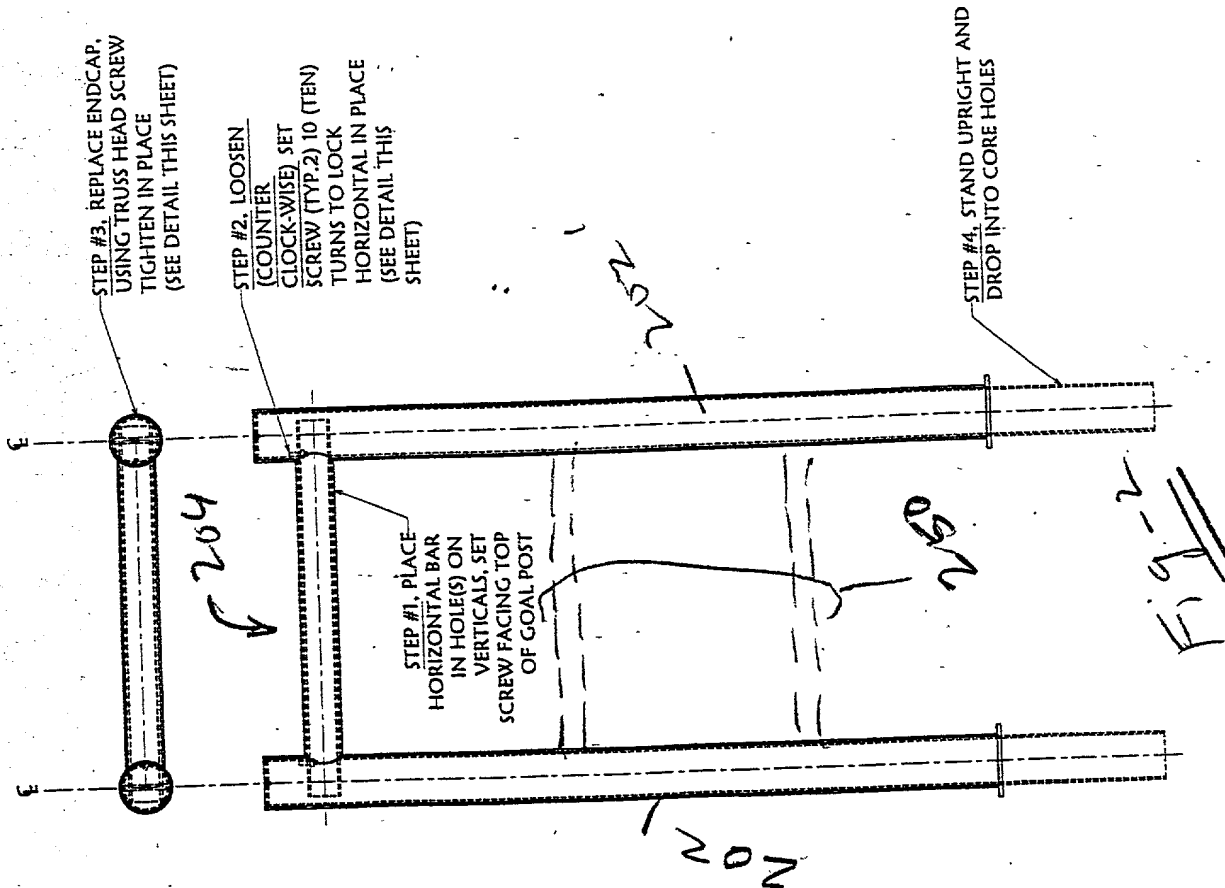 STEP #3, REPLACE ENDCAP,
USING TRUSS HEAD SCREW
TIGHTEN IN PLACE
(SEE DETAIL THIS SHEET)
STEP #2, LOOSEN
(COUNTER
CLOCK-WISE) SET
SCREW (TYP.2) 10 (TEN)
TURNS TO LOCK
HORIZONTAL IN PLACE
(SEE DETAIL THIS
SHEET)
204
STEP #1, PLACE
HORIZONTAL BAR
IN HOLE(S) ON
VERTICALS, SET
SCREW FACING TOP
OF GOAL POST
202
202
250
STEP #4, STAND UPRIGHT AND
DROP INTO CORE HOLES
Fig-2